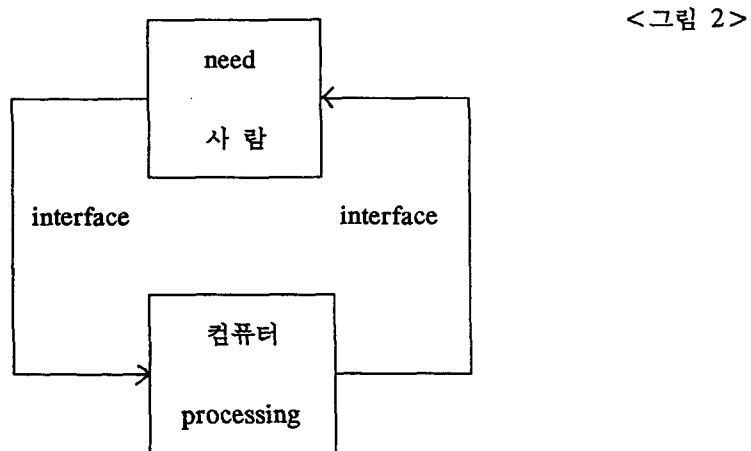 <그림 2>
need
사 람
interface
interface
컴퓨터
processing